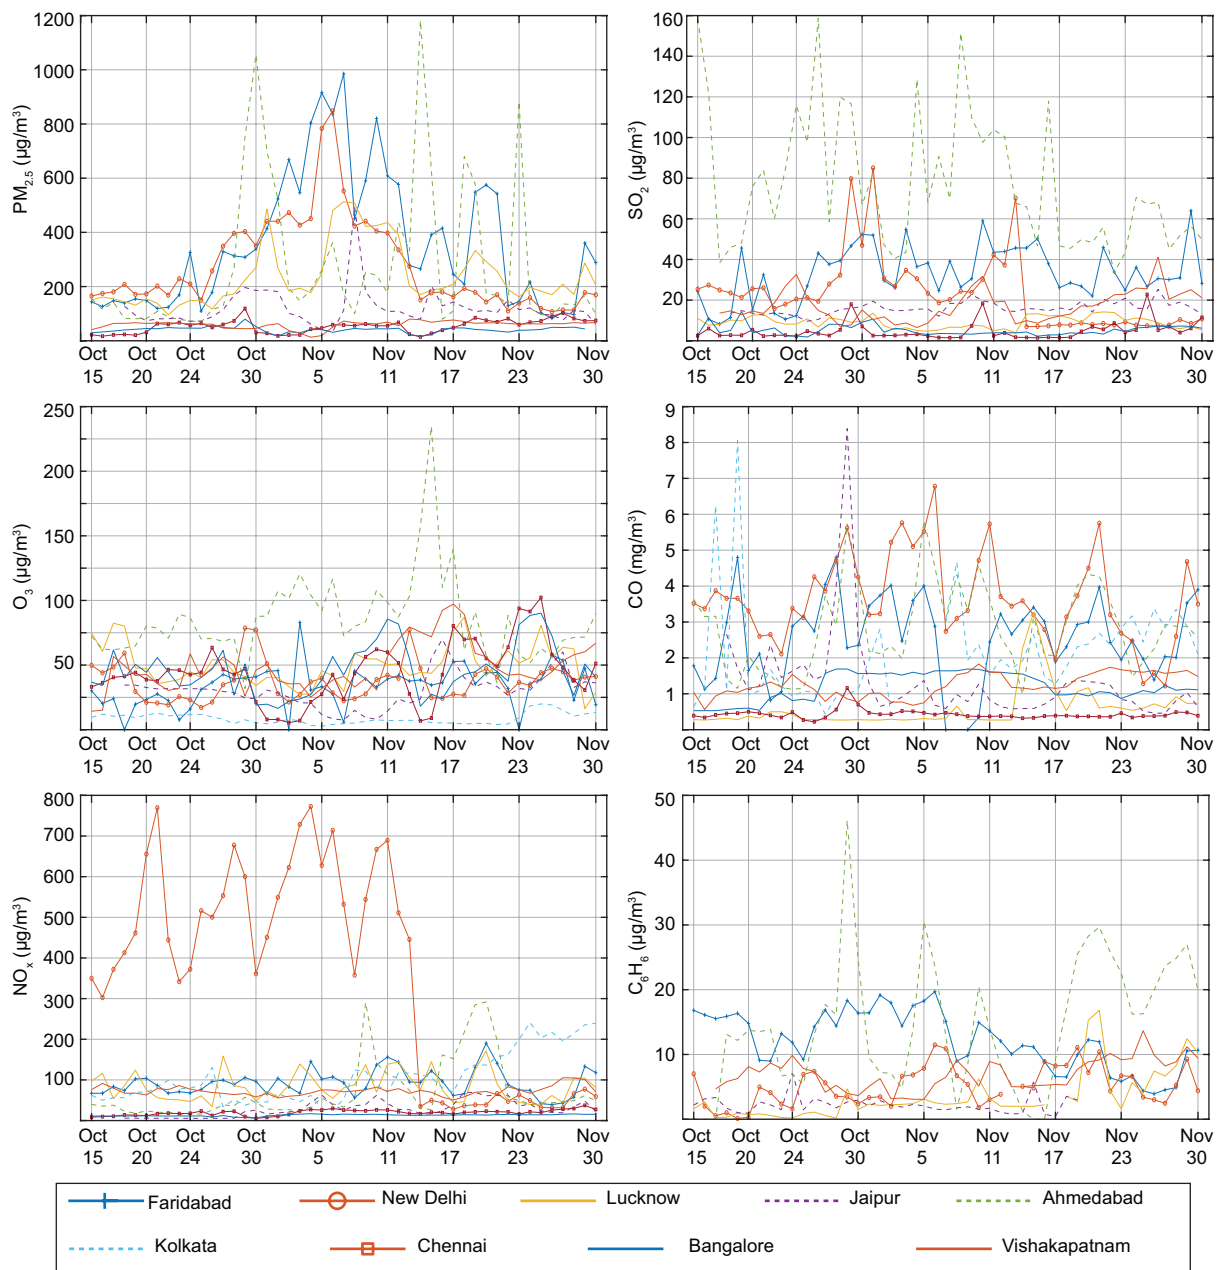 PM2.5 (μg/m³)
1200
1000
800
600
400
200
Oct Oct Oct Oct Nov Nov Nov Nov Nov
15 20 24 30 5 11 17 23 30
SO2 (μg/m³)
160
140
120
100
80
60
40
20
Oct Oct Oct Oct Nov Nov Nov Nov Nov
15 20 24 30 5 11 17 23 30
O3 (μg/m³)
250
200
150
100
50
Oct Oct Oct Oct Nov Nov Nov Nov Nov
15 20 24 30 5 11 17 23 30
CO (mg/m³)
9
8
7
6
5
4
3
2
1
Oct Oct Oct Oct Nov Nov Nov Nov Nov
15 20 24 30 5 11 17 23 30
NOx (μg/m³)
800
700
600
500
400
300
200
100
Oct Oct Oct Oct Nov Nov Nov Nov Nov
15 20 24 30 5 11 17 23 30
C6H6 (μg/m³)
50
40
30
20
10
Oct Oct Oct Oct Nov Nov Nov Nov Nov
15 20 24 30 5 11 17 23 30
Faridabad New Delhi Lucknow Jaipur Ahmedabad
Kolkata Chennai Bangalore Vishakapatnam